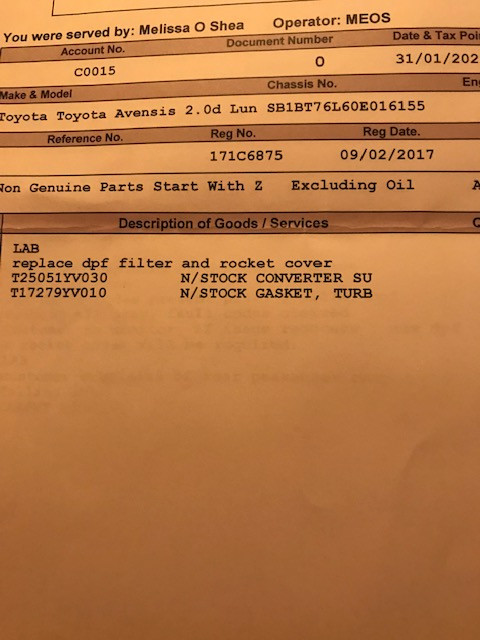 You were served by: Melissa O Shea Operator: MEOS
Account No. Document Number Date & Tax Poi
C0015 0 31/01/202
Make & Model Chassis No. Eng
Toyota Toyota Avensis 2.0d Lun SB1BT76L60E016155
Reference No. Reg No. Reg Date.
171C6875 09/02/2017
Non Genuine Parts Start With Z Excluding Oil A
Description of Goods / Services Q
LAB
replace dpf filter and rocket cover
T25051YV030 N/STOCK CONVERTER SU
T17279YV010 N/STOCK GASKET, TURB